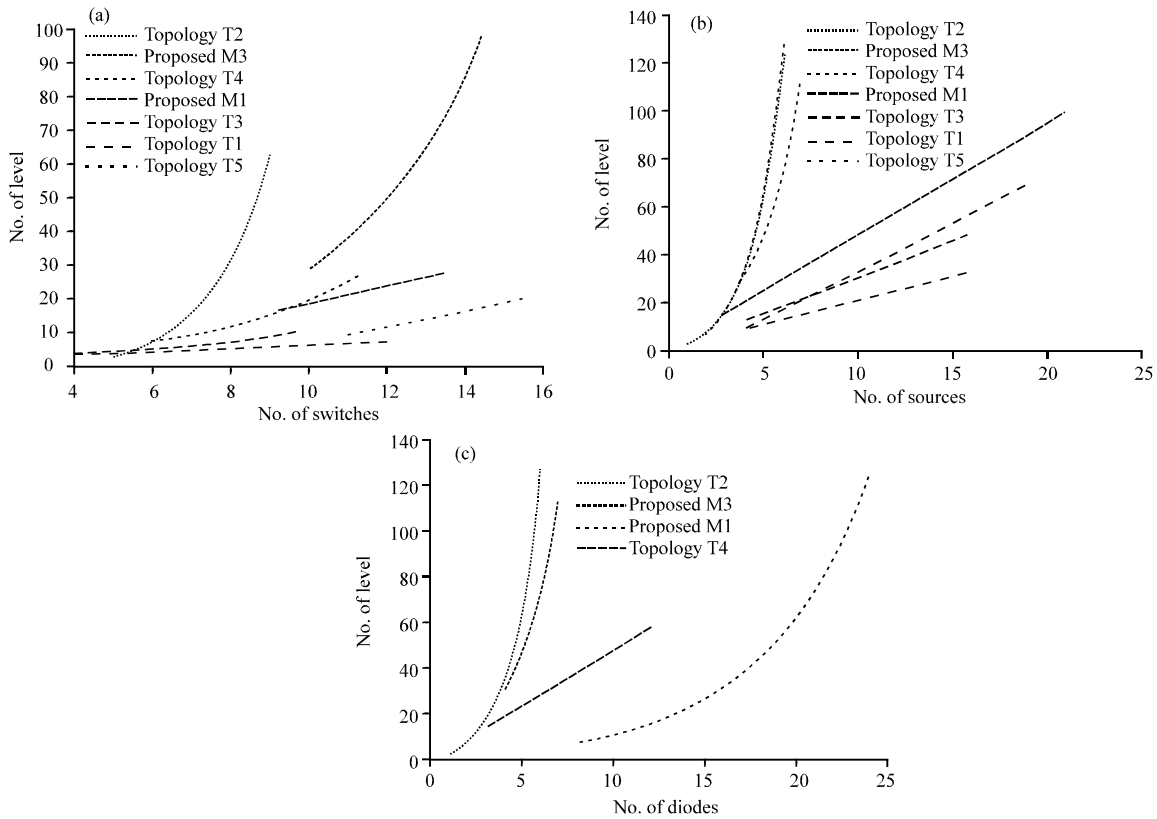 (a)
Topology T2
Proposed M3
Topology T4
Proposed M1
Topology T3
Topology T1
Topology T5
100
90
80
70
60
50
40
30
20
10
0
No. of level
4 6 8 10 12 14 16
No. of switches
(b)
Topology T2
Proposed M3
Topology T4
Proposed M1
Topology T3
Topology T1
Topology T5
140
120
100
80
60
40
20
0
No. of level
0 5 10 15 20 25
No. of sources
(c)
Topology T2
Proposed M3
Proposed M1
Topology T4
140
120
100
80
60
40
20
0
No. of level
0 5 10 15 20 25
No. of diodes